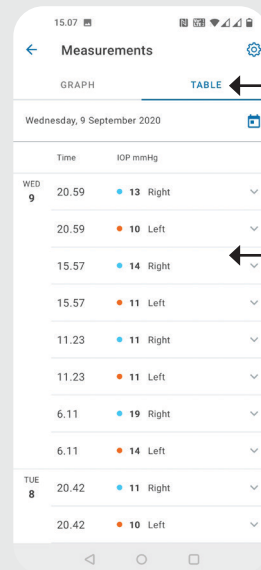 15.07
Measurements
GRAPH TABLE
Wednesday, 9 September 2020
Time IOP mmHg
WED 9 20.59 13 Right
20.59 10 Left
15.57 14 Right
15.57 11 Left
11.23 11 Right
11.23 11 Left
6.11 19 Right
6.11 14 Left
TUE 8 20.42 11 Right
20.42 10 Left